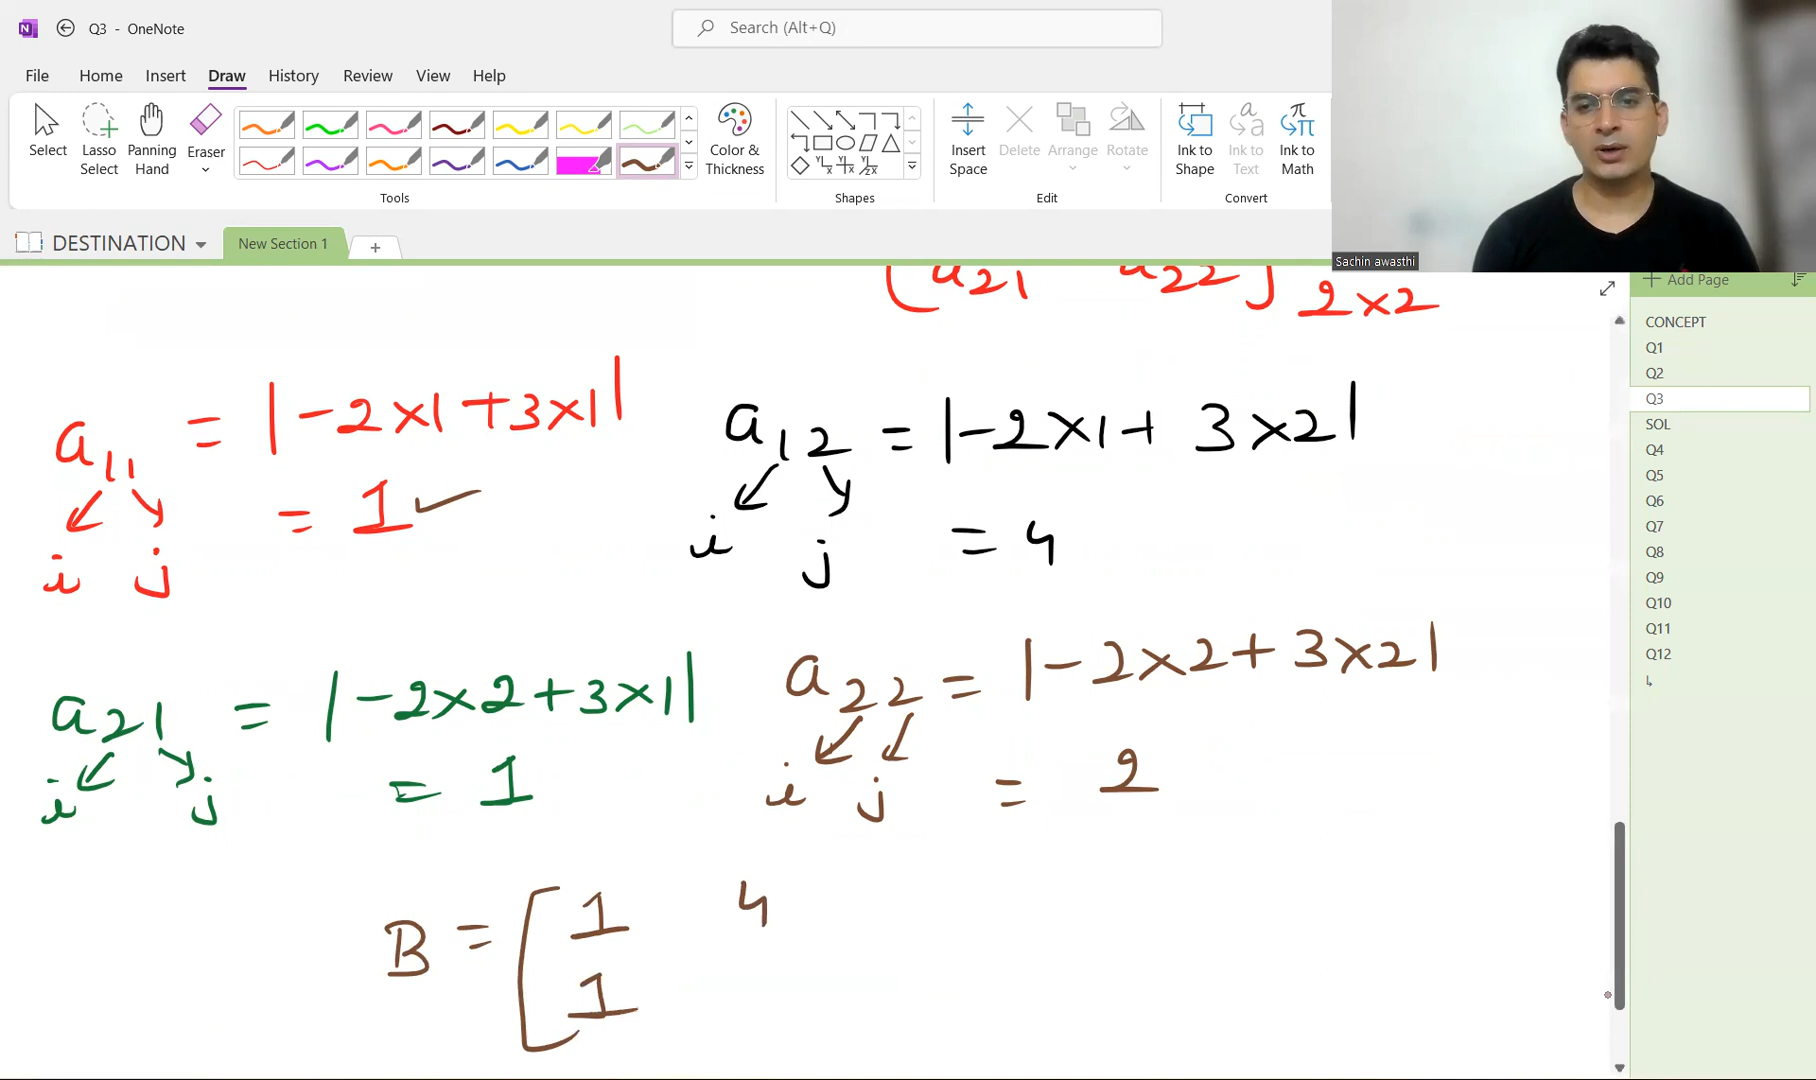 Q3 - OneNote
Search (Alt+Q)
File Home Insert Draw History Review View Help
Select
Lasso Select
Panning Hand
Eraser
Color & Thickness
Insert Space
Delete
Arrange
Rotate
Ink to Shape
Ink to Text
Ink to Math
Tools
Shapes
Edit
Convert
Sachin awasthi
DESTINATION
New Section 1
+
Add Page
CONCEPT
Q1
Q2
Q3
SOL
Q4
Q5
Q6
Q7
Q8
Q9
Q10
Q11
Q12
a21 a22 ] 2×2
a11 = |-2×1+3×1|
= 1 ✓
i j
a12 = |-2×1+ 3×2|
i j = 4
a21 = |-2×2+3×1|
i j = 1
a22 = |-2×2+3×2|
i j = 2
B = [ 1 4
1